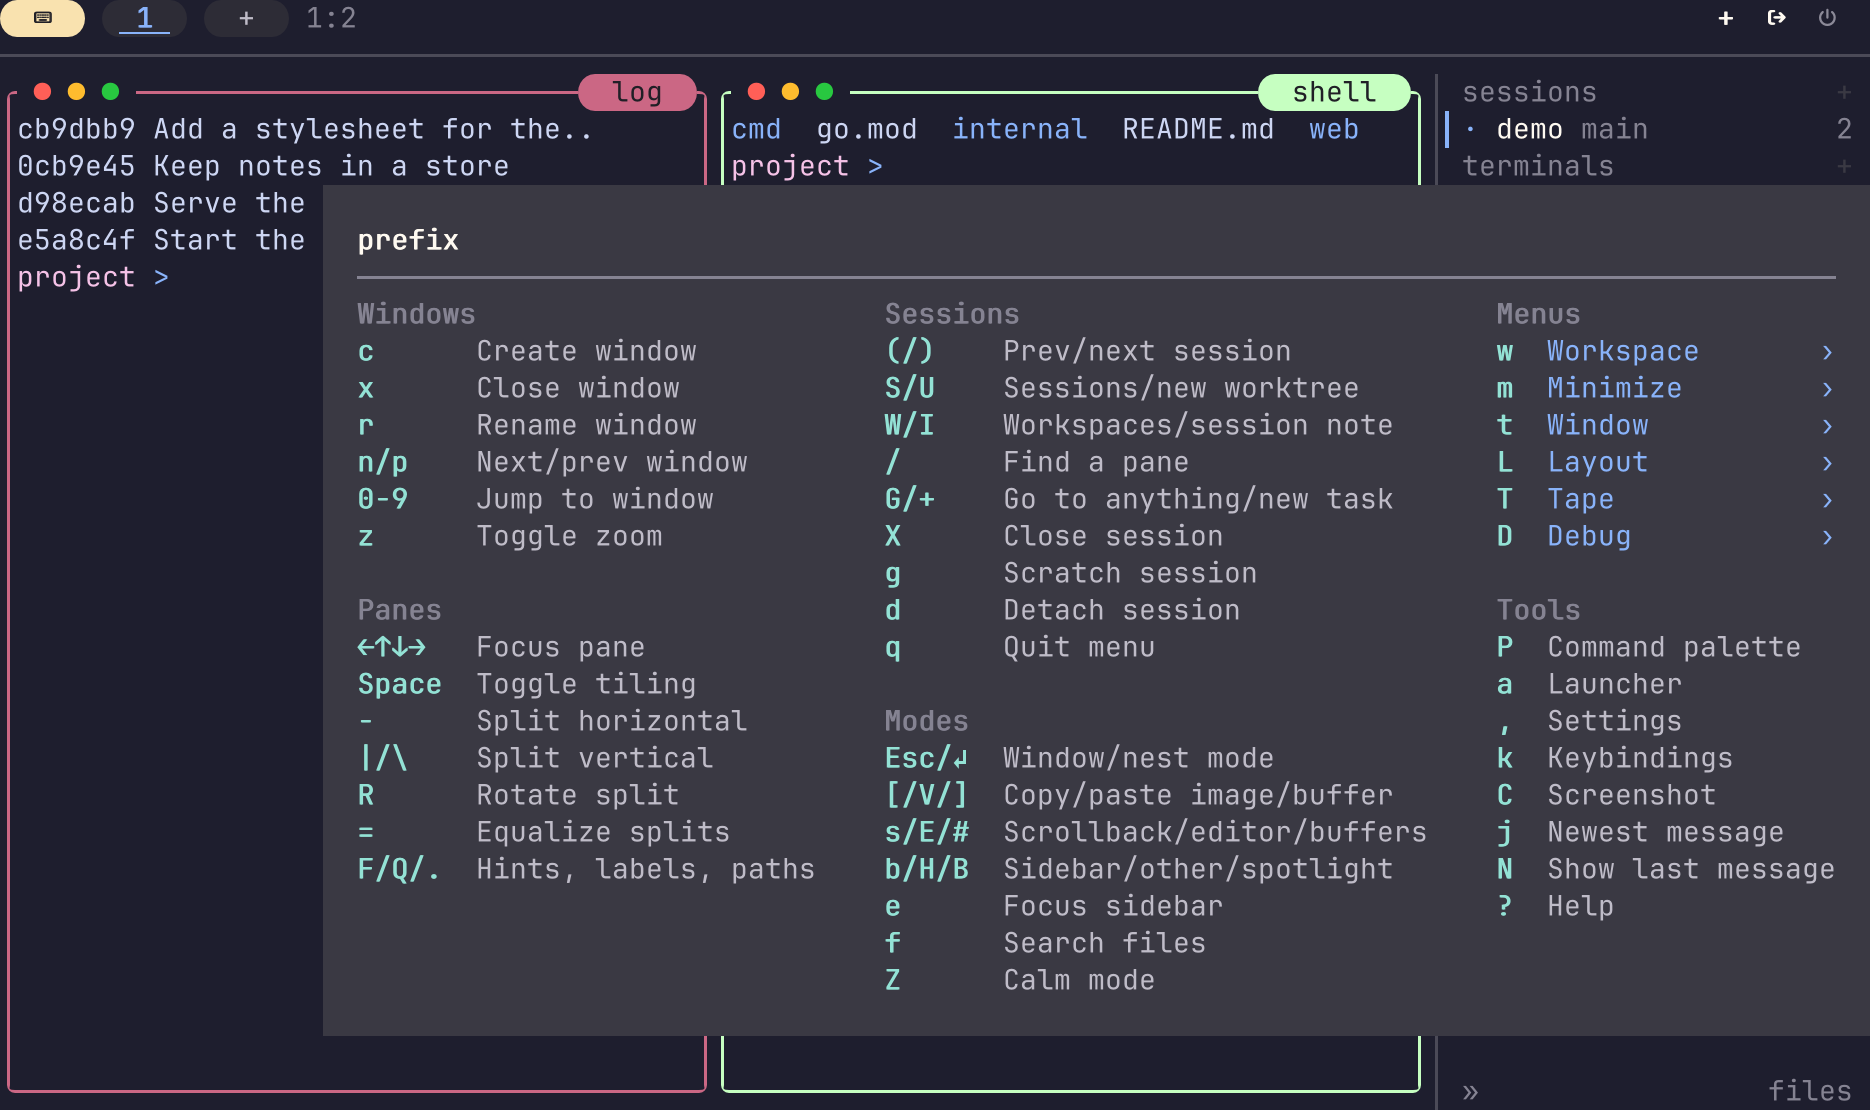 1 + 1:2 +
log
shell
sessions +
cb9dbb9 Add a stylesheet for the..
cmd go.mod internal README.md web
· demo main 2
0cb9e45 Keep notes in a store
project >
terminals +
d98ecab Serve the
e5a8c4f Start the
project >
prefix
Windows
c Create window
x Close window
r Rename window
n/p Next/prev window
0-9 Jump to window
z Toggle zoom
Panes
←↑↓→ Focus pane
Space Toggle tiling
- Split horizontal
|/\ Split vertical
R Rotate split
= Equalize splits
F/Q/. Hints, labels, paths
Sessions
(/) Prev/next session
S/U Sessions/new worktree
W/I Workspaces/session note
/ Find a pane
G/+ Go to anything/new task
X Close session
g Scratch session
d Detach session
q Quit menu
Modes
Esc/↲ Window/nest mode
[/V/] Copy/paste image/buffer
s/E/# Scrollback/editor/buffers
b/H/B Sidebar/other/spotlight
e Focus sidebar
f Search files
Z Calm mode
Menus
w Workspace ›
m Minimize ›
t Window ›
L Layout ›
T Tape ›
D Debug ›
Tools
P Command palette
a Launcher
, Settings
k Keybindings
C Screenshot
j Newest message
N Show last message
? Help
» files